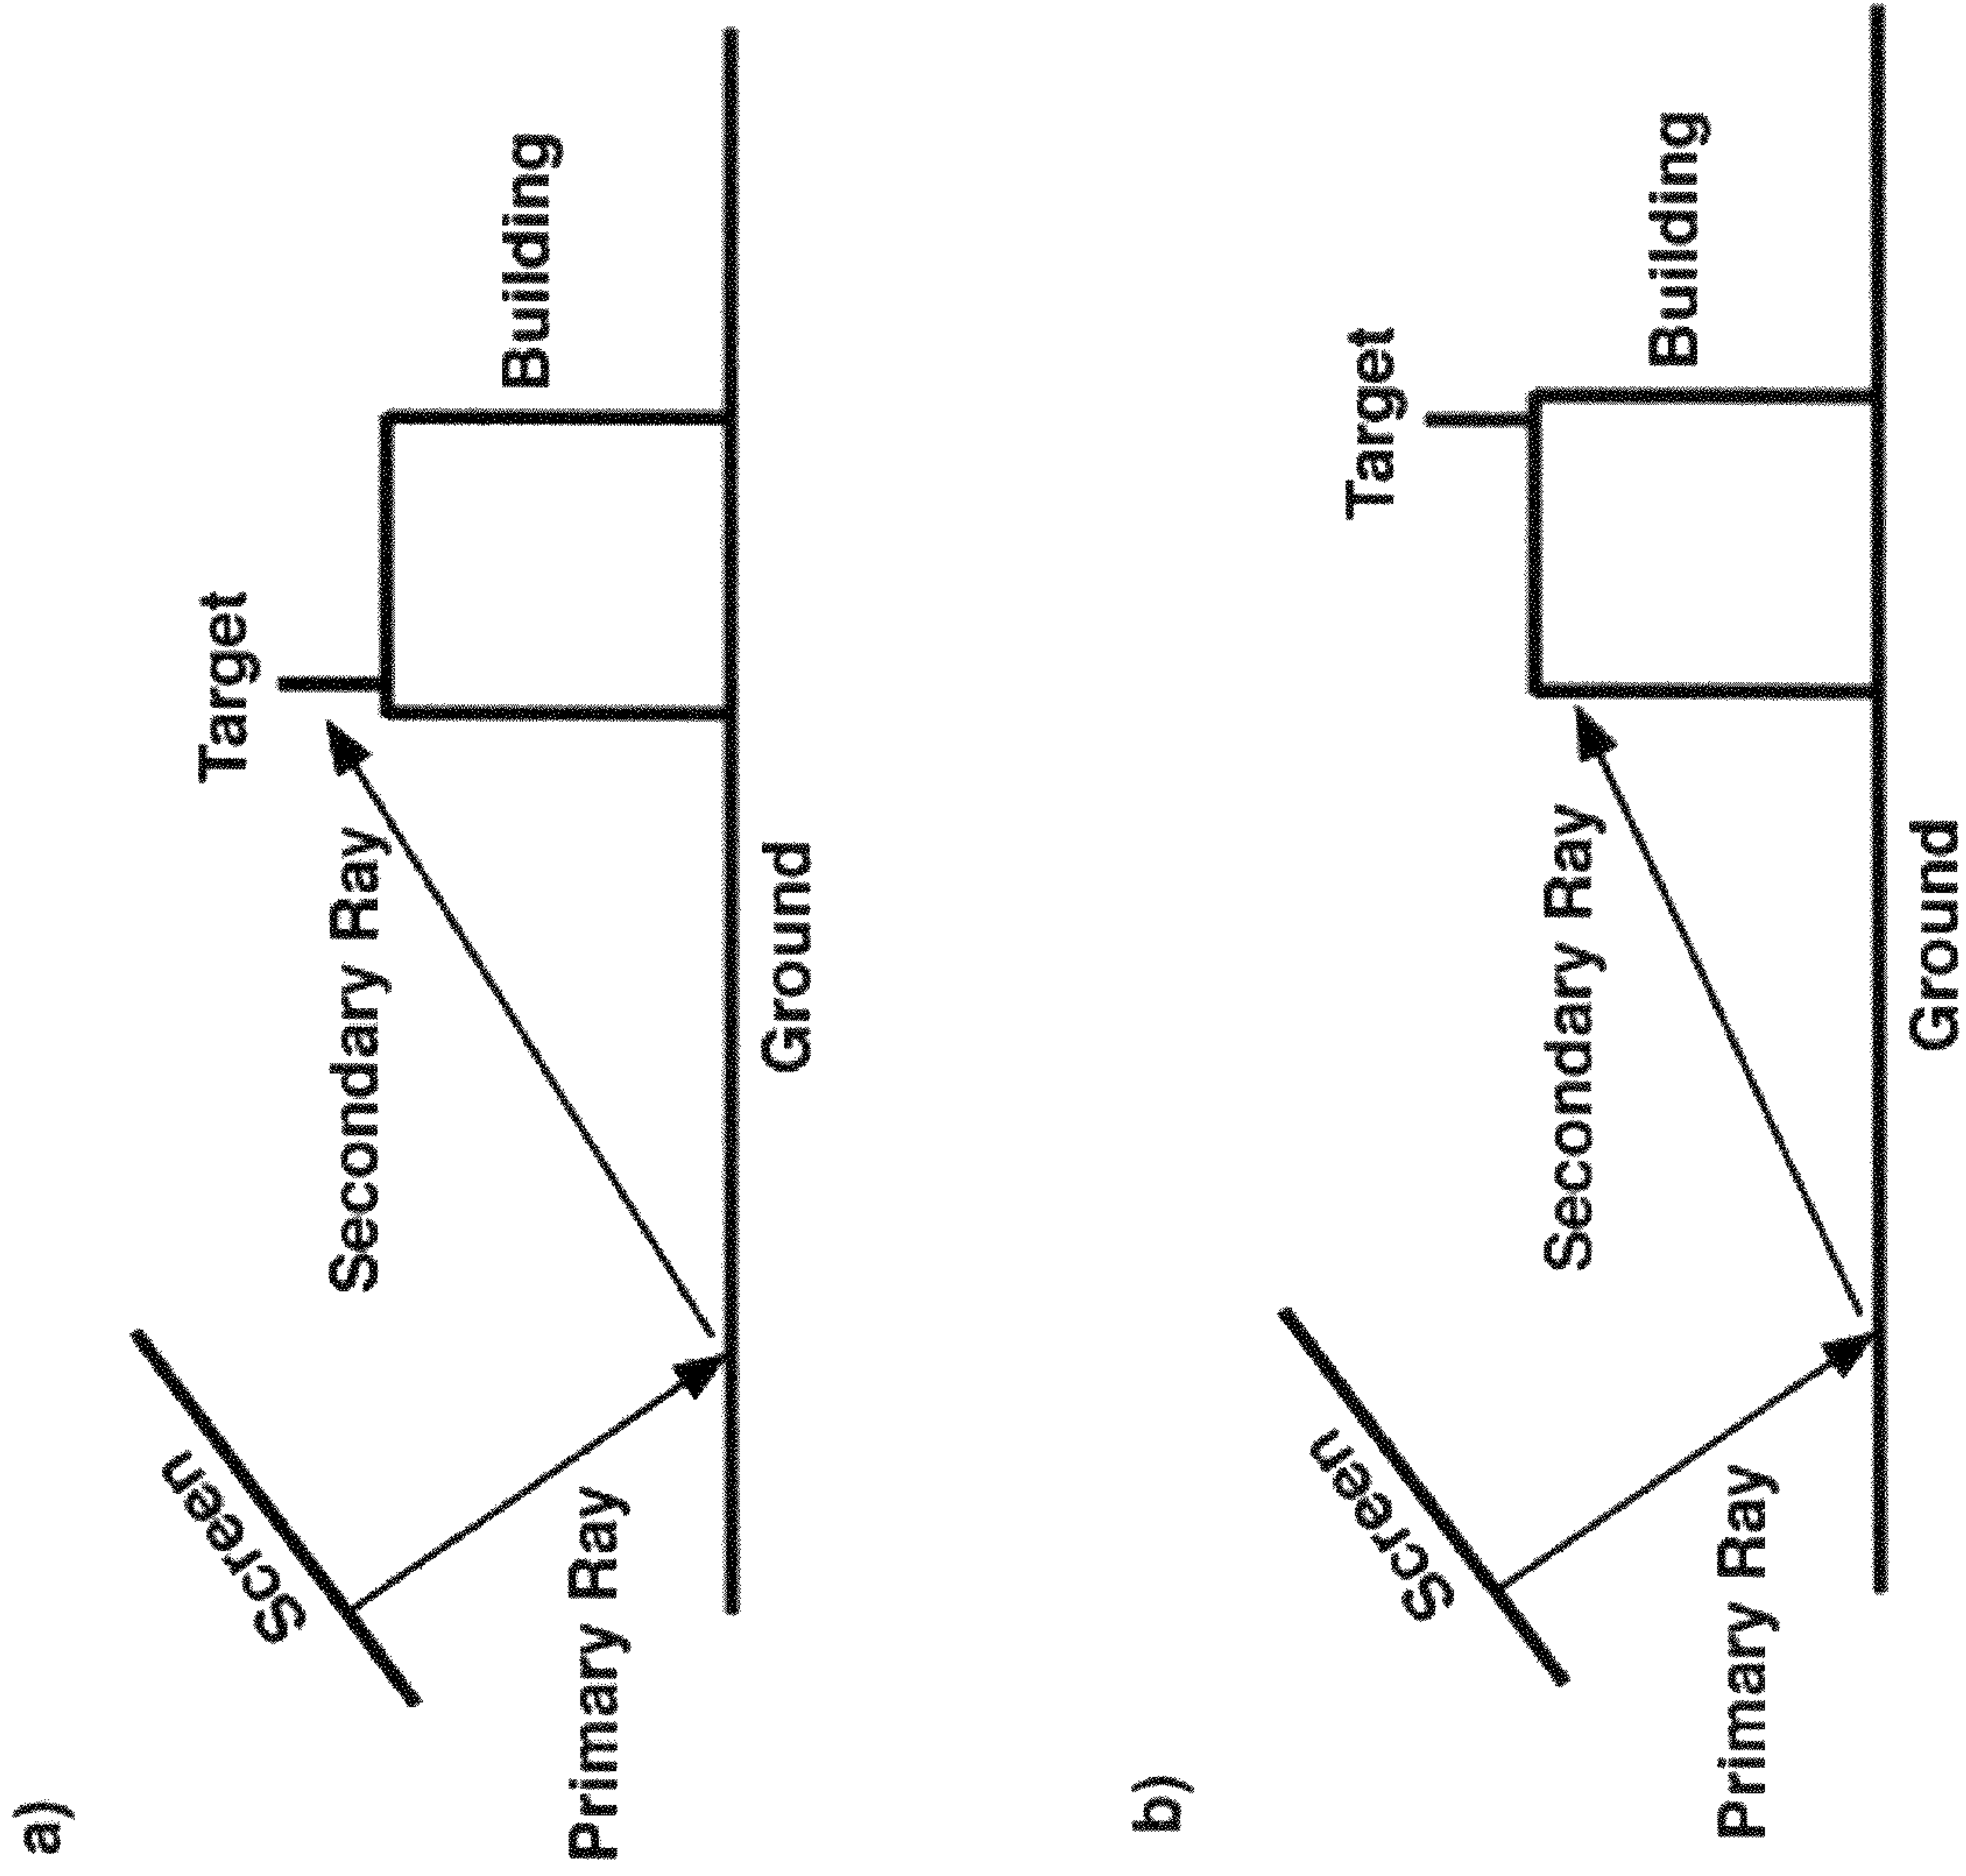 a)
Screen
Primary Ray
Secondary Ray
Target
Ground
Building
b)
Screen
Primary Ray
Secondary Ray
Target
Ground
Building